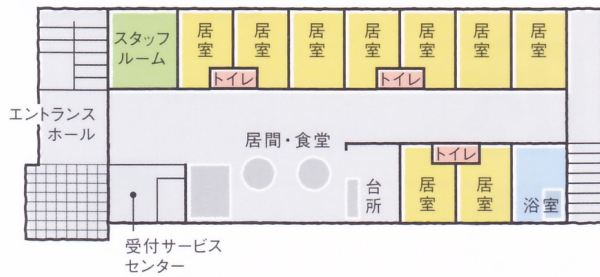 スタッフ
ルーム
居室
居室
居室
居室
居室
居室
居室
トイレ
トイレ
エントランス
ホール
居間・食堂
トイレ
台所
居室
居室
浴室
受付サービス
センター